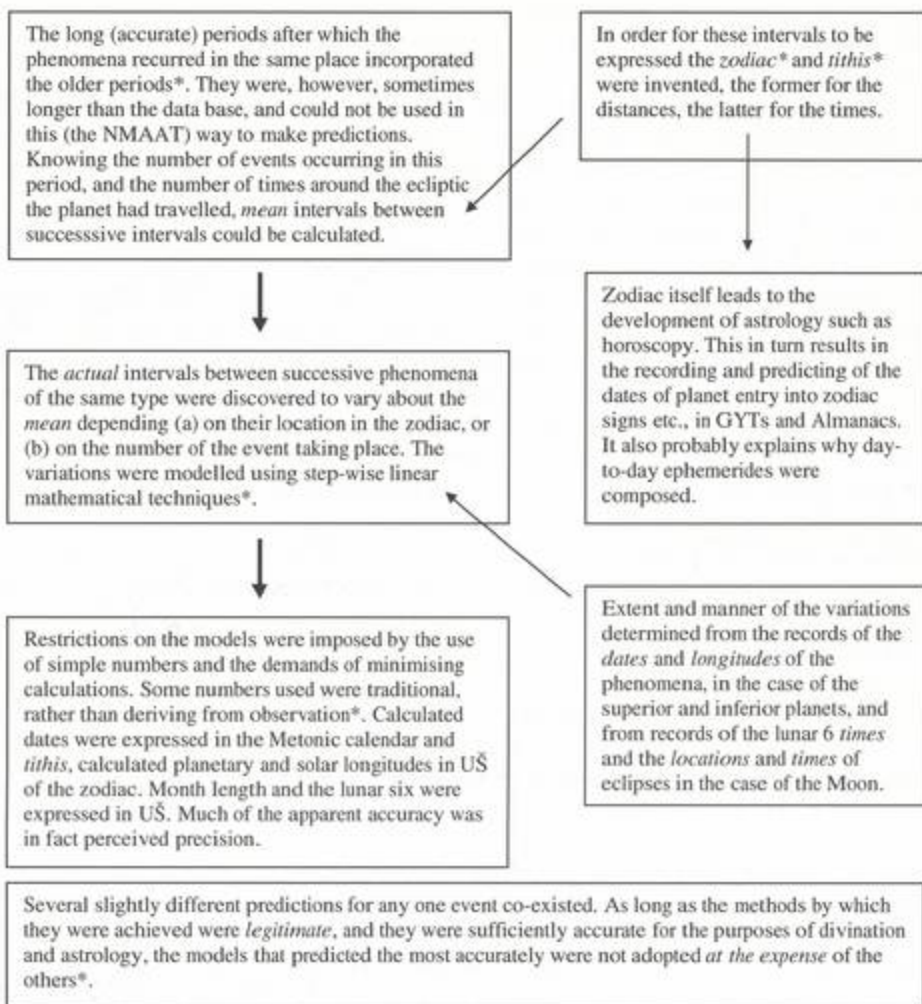 The long (accurate) periods after which the
phenomena recurred in the same place incorporated
the older periods*. They were, however, sometimes
longer than the data base, and could not be used in
this (the NMAAT) way to make predictions.
Knowing the number of events occurring in this
period, and the number of times around the ecliptic
the planet had travelled, mean intervals between
successsive intervals could be calculated.
In order for these intervals to be
expressed the zodiac* and tithis*
were invented, the former for the
distances, the latter for the times.
The actual intervals between successive phenomena
of the same type were discovered to vary about the
mean depending (a) on their location in the zodiac, or
(b) on the number of the event taking place. The
variations were modelled using step-wise linear
mathematical techniques*.
Zodiac itself leads to the
development of astrology such as
horoscopy. This in turn results in
the recording and predicting of the
dates of planet entry into zodiac
signs etc., in GYTs and Almanacs.
It also probably explains why day-
to-day ephemerides were
composed.
Restrictions on the models were imposed by the use
of simple numbers and the demands of minimising
calculations. Some numbers used were traditional,
rather than deriving from observation*. Calculated
dates were expressed in the Metonic calendar and
tithis, calculated planetary and solar longitudes in UŠ
of the zodiac. Month length and the lunar six were
expressed in UŠ. Much of the apparent accuracy was
in fact perceived precision.
Extent and manner of the variations
determined from the records of the
dates and longitudes of the
phenomena, in the case of the
superior and inferior planets, and
from records of the lunar 6 times
and the locations and times of
eclipses in the case of the Moon.
Several slightly different predictions for any one event co-existed. As long as the methods by which
they were achieved were legitimate, and they were sufficiently accurate for the purposes of divination
and astrology, the models that predicted the most accurately were not adopted at the expense of the
others*.